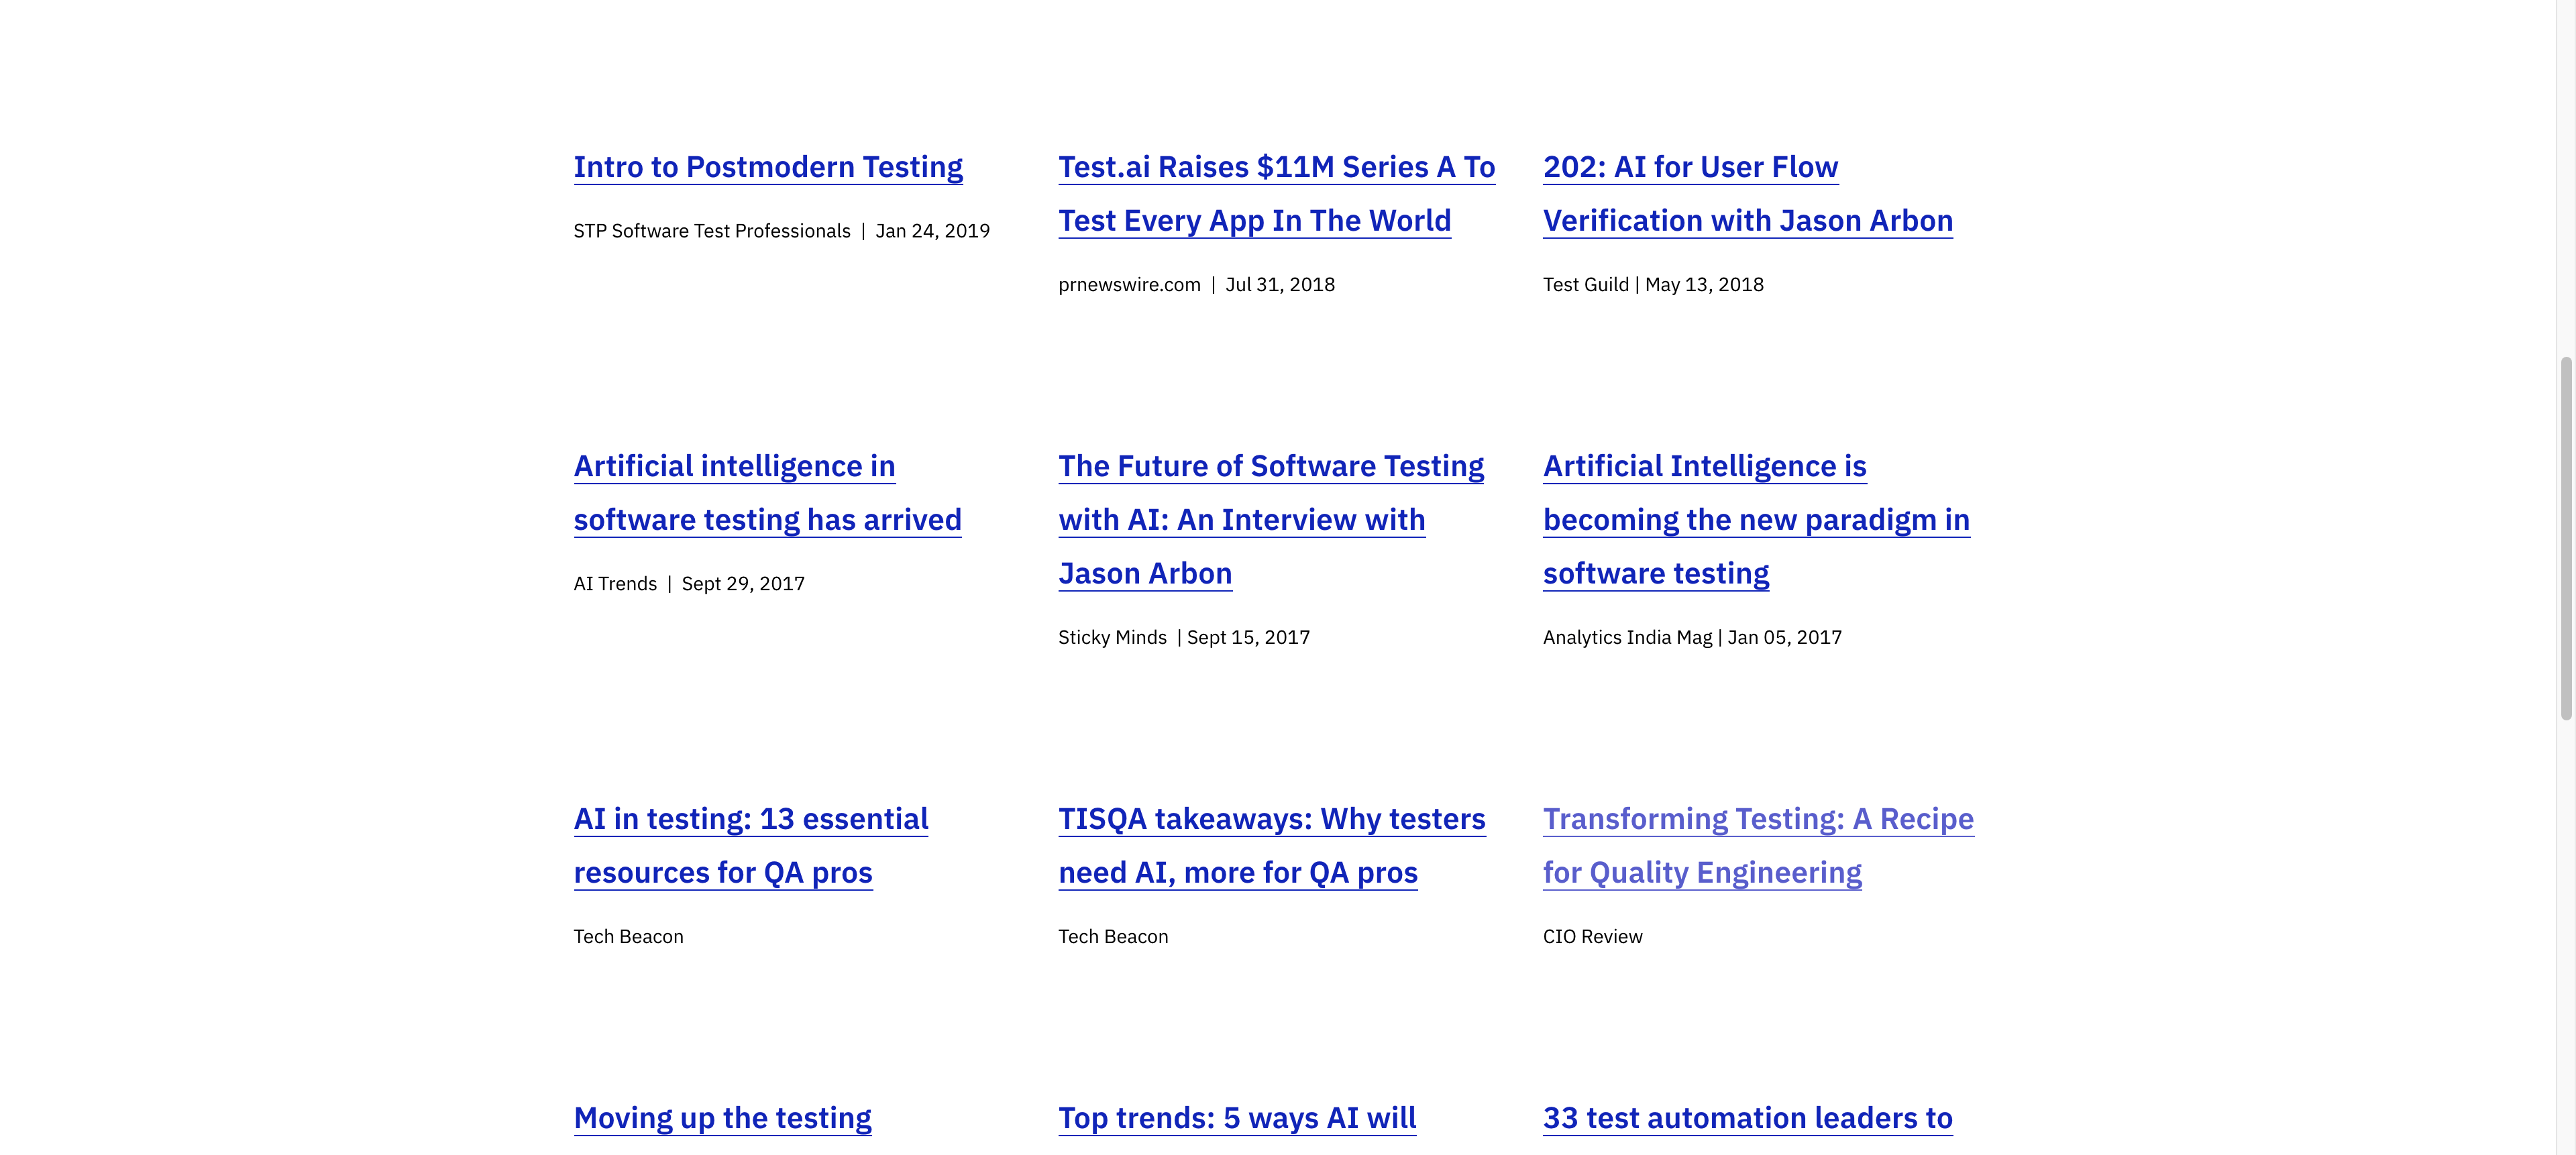 Intro to Postmodern Testing
STP Software Test Professionals | Jan 24, 2019
Test.ai Raises $11M Series A To
Test Every App In The World
prnewswire.com | Jul 31, 2018
202: AI for User Flow
Verification with Jason Arbon
Test Guild | May 13, 2018
Artificial intelligence in
software testing has arrived
AI Trends | Sept 29, 2017
The Future of Software Testing
with AI: An Interview with
Jason Arbon
Sticky Minds | Sept 15, 2017
Artificial Intelligence is
becoming the new paradigm in
software testing
Analytics India Mag | Jan 05, 2017
AI in testing: 13 essential
resources for QA pros
Tech Beacon
TISQA takeaways: Why testers
need AI, more for QA pros
Tech Beacon
Transforming Testing: A Recipe
for Quality Engineering
CIO Review
Moving up the testing
Top trends: 5 ways AI will
33 test automation leaders to